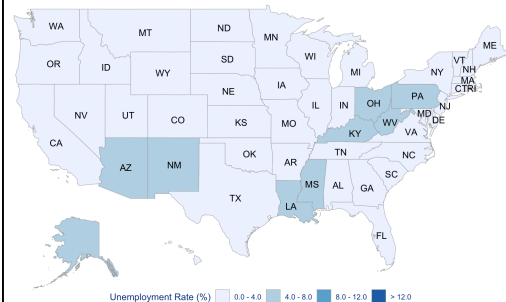 WA
MT
ND
MN
ME
VT
NH
OR
ID
SD
WI
MI
NY
MA
CT
RI
WY
NE
IA
PA
NJ
NV
UT
CO
IL
IN
OH
MD
DE
WV
VA
KS
MO
KY
CA
AZ
NM
OK
AR
TN
NC
SC
MS
AL
GA
TX
LA
FL
Unemployment Rate (%) 0.0 - 4.0 4.0 - 8.0 8.0 - 12.0 > 12.0